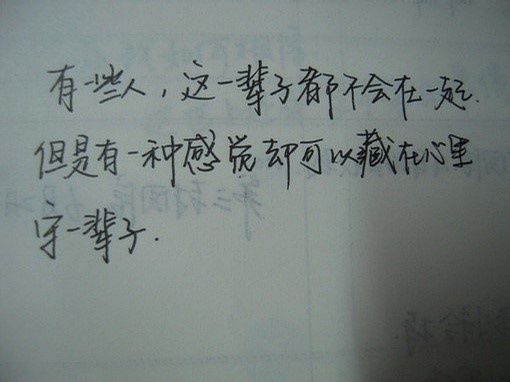 有一些人，这一辈子都不会在一起.
但是有一种感觉却可以藏在心里
守一辈子.